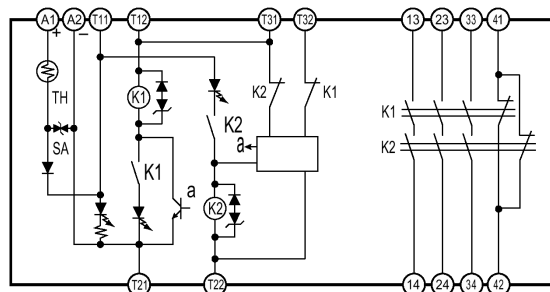 A1 A2 T11 T12 T31 T32 13 23 33 41
+ −
TH
K1
K2 K1
K1
SA
K2
a
K2
K1
a
K2
T21 T22 14 24 34 42